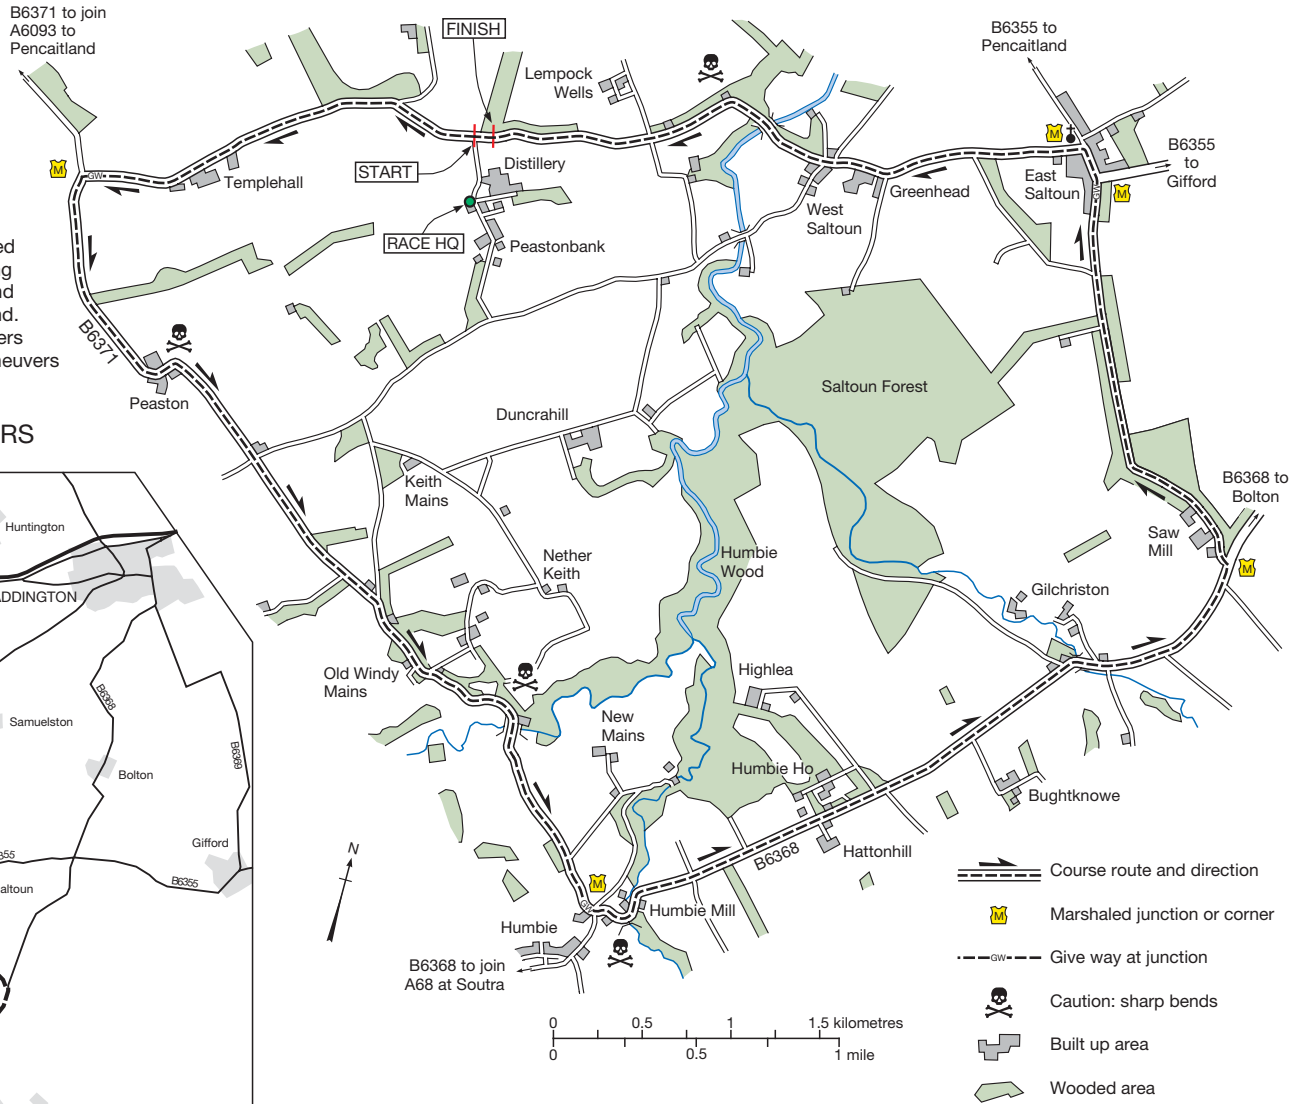 B6371 to join
A6093 to
Pencaitland
FINISH
Lempock
Wells
B6355 to
Pencaitland
M
M
B6355
to
Gifford
START
Distillery
East
Saltoun
GW
Templehall
Greenhead
M
GW
RACE HQ
West
Saltoun
Peastonbank
B6371
Peaston
Saltoun Forest
Duncrahill
RS
Keith
Mains
B6368 to
Bolton
Huntington
Saw
Mill
Nether
Keith
Humbie
Wood
M
Gilchriston
Old Windy
Mains
Highlea
New
Mains
Samuelston
B6368
B6369
Bolton
Humbie Ho
Bughtknowe
Gifford
B6355
Hattonhill
B6368
N
M
GW
Humbie Mill
Humbie
B6368 to join
A68 at Soutra
0 0.5 1 1.5 kilometres
0 0.5 1 mile
Course route and direction
M Marshaled junction or corner
GW Give way at junction
Caution: sharp bends
Built up area
Wooded area